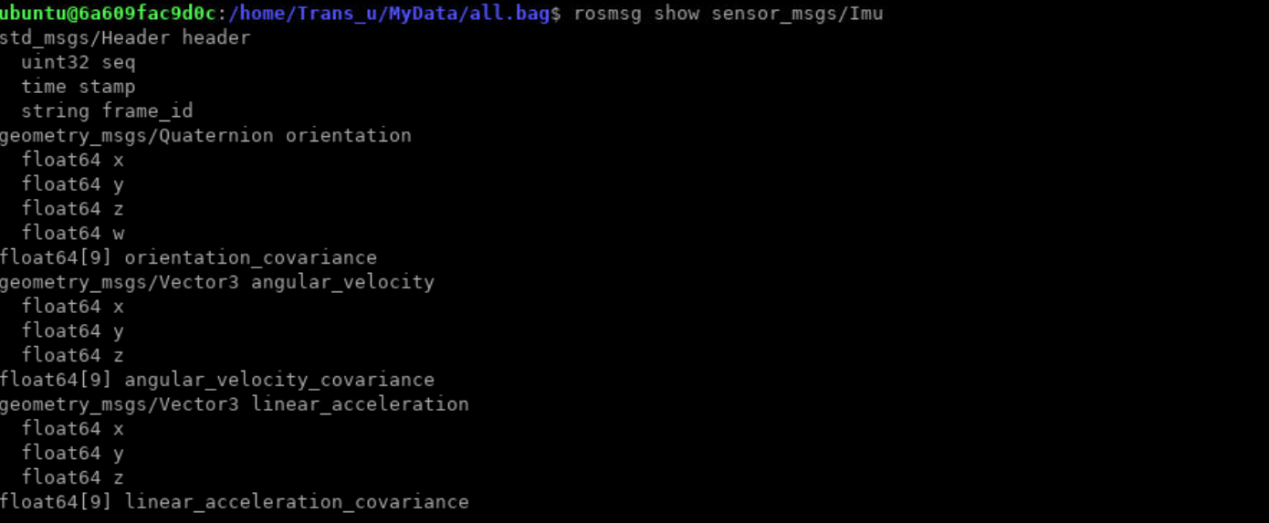 ubuntu@6a609fac9d0c:/home/Trans_u/MyData/all.bag$ rosmsg show sensor_msgs/Imu
std_msgs/Header header
  uint32 seq
  time stamp
  string frame_id
geometry_msgs/Quaternion orientation
  float64 x
  float64 y
  float64 z
  float64 w
float64[9] orientation_covariance
geometry_msgs/Vector3 angular_velocity
  float64 x
  float64 y
  float64 z
float64[9] angular_velocity_covariance
geometry_msgs/Vector3 linear_acceleration
  float64 x
  float64 y
  float64 z
float64[9] linear_acceleration_covariance